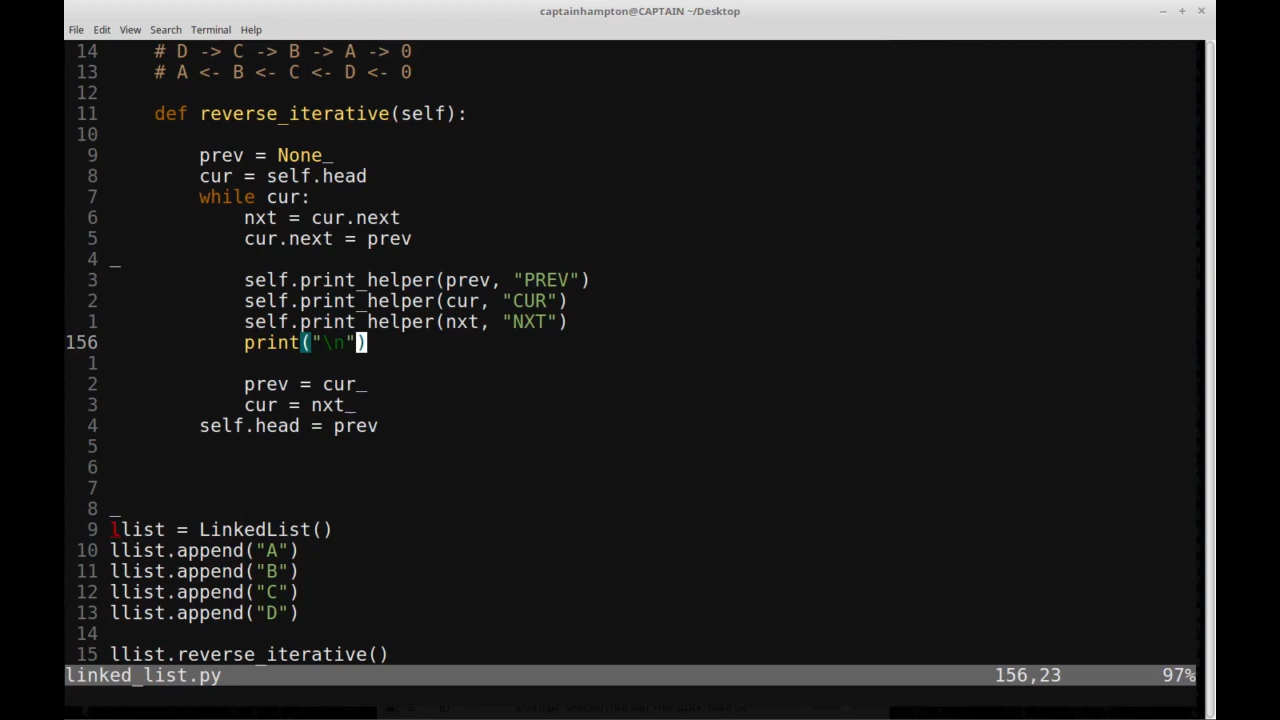 captainhampton@CAPTAIN ~/Desktop
File Edit View Search Terminal Help
14 # D -> C -> B -> A -> 0
13 # A <- B <- C <- D <- 0
12
11 def reverse_iterative(self):
10
9 prev = None_
8 cur = self.head
7 while cur:
6 nxt = cur.next
5 cur.next = prev
4 _
3 self.print_helper(prev, "PREV")
2 self.print_helper(cur, "CUR")
1 self.print_helper(nxt, "NXT")
156 print("\n")
1
2 prev = cur_
3 cur = nxt_
4 self.head = prev
5
6
7
8 _
9 llist = LinkedList()
10 llist.append("A")
11 llist.append("B")
12 llist.append("C")
13 llist.append("D")
14
15 llist.reverse_iterative()
linked_list.py 156,23 97%